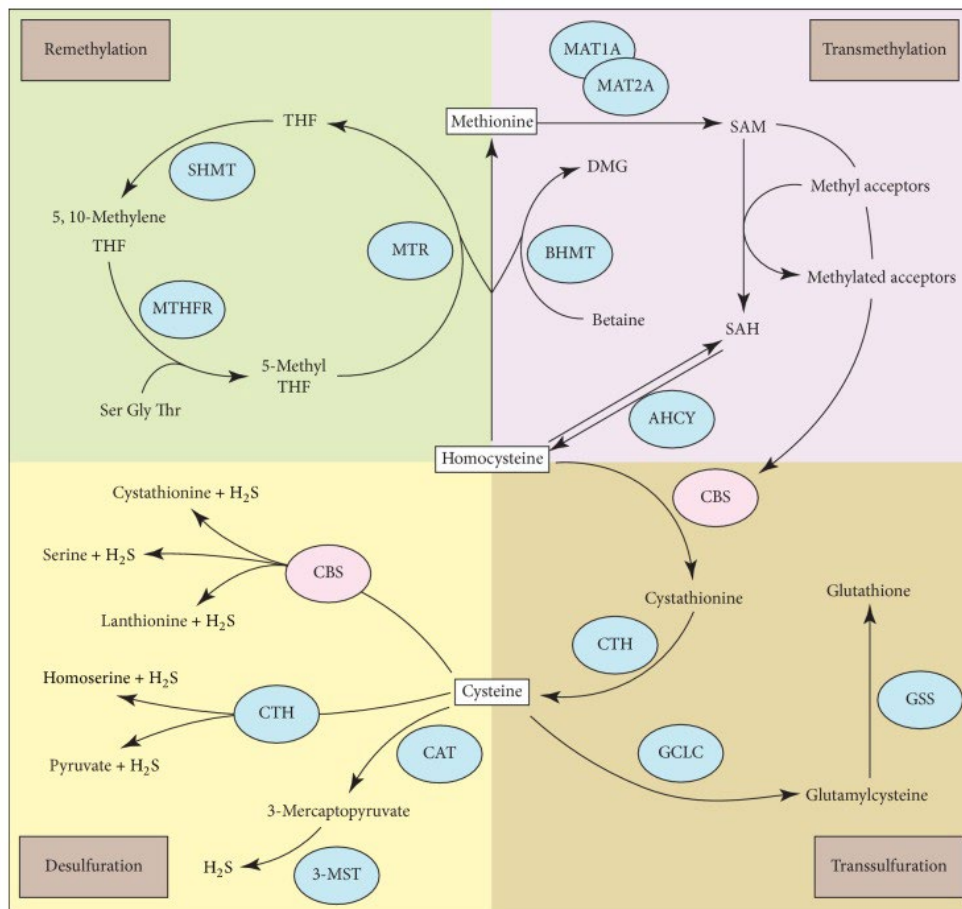 Remethylation
MAT1A
Transmethylation
MAT2A
THF
Methionine
SAM
SHMT
DMG
Methyl acceptors
5, 10-Methylene
THF
MTR
BHMT
MTHFR
Methylated acceptors
Betaine
SAH
5-Methyl
THF
Ser Gly Thr
AHCY
Homocysteine
CBS
Cystathionine + H₂S
Serine + H₂S
CBS
Lanthionine + H₂S
Cystathionine
Glutathione
CTH
Homoserine + H₂S
Cysteine
CTH
GSS
CAT
GCLC
Pyruvate + H₂S
3-Mercaptopyruvate
Glutamylcysteine
Desulfuration
H₂S
3-MST
Transsulfuration